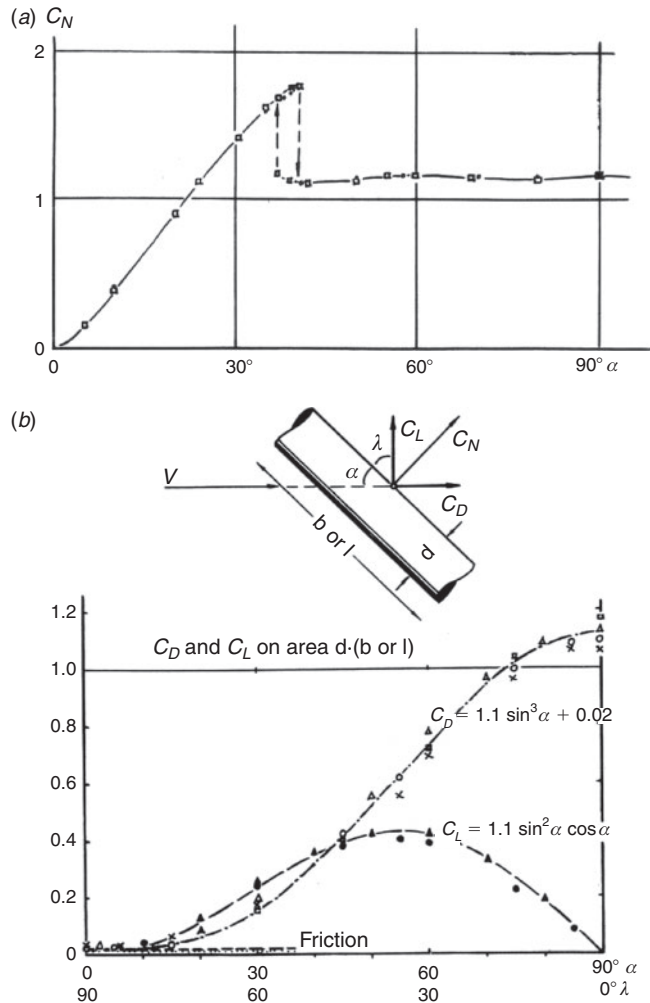 (a) C_N
2
1
0
0 30° 60° 90° α
(b)
C_L
C_N
λ
α
V
C_D
b or l
d
1.2
C_D and C_L on area d·(b or l)
1.0
C_D = 1.1 sin³α + 0.02
0.8
0.6
C_L = 1.1 sin²α cosα
0.4
0.2
Friction
0
0 30 60 90° α
90 60 30 0° λ